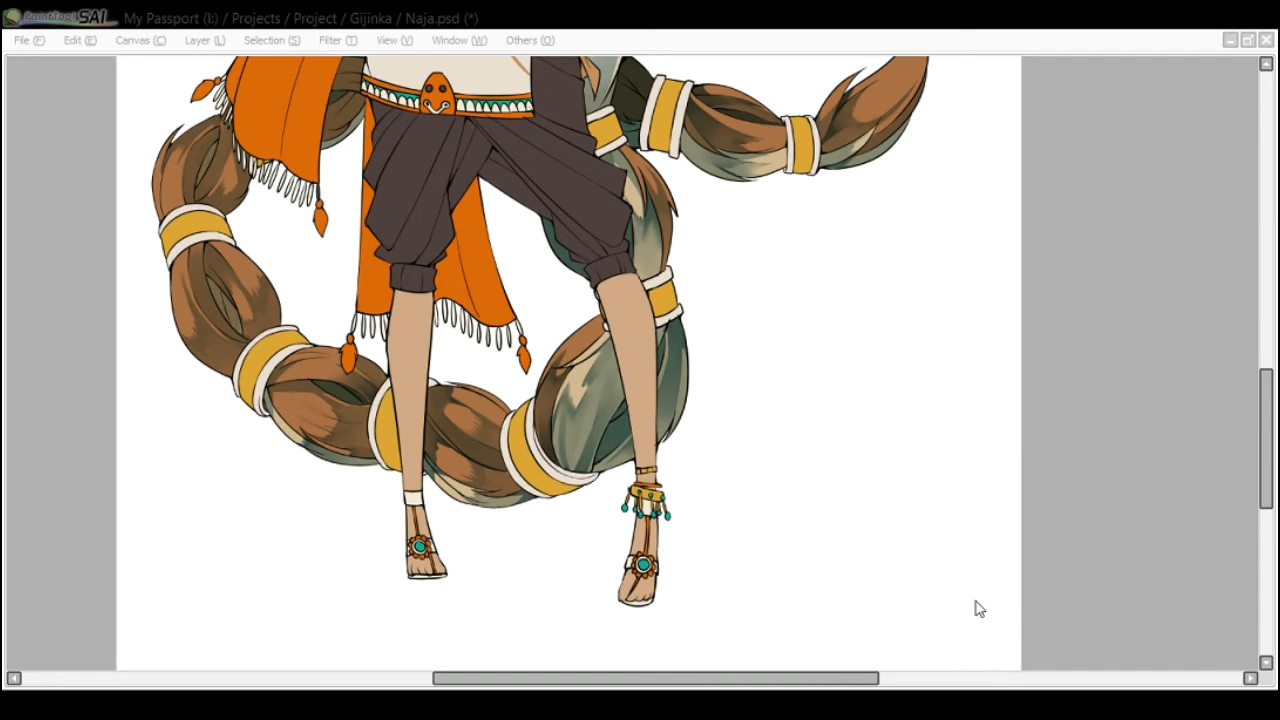 PaintTool SAI My Passport (I:) / Projects / Project / Gijinka / Naja.psd (*)
File (F) Edit (E) Canvas (C) Layer (L) Selection (S) Filter (T) View (V) Window (W) Others (O)